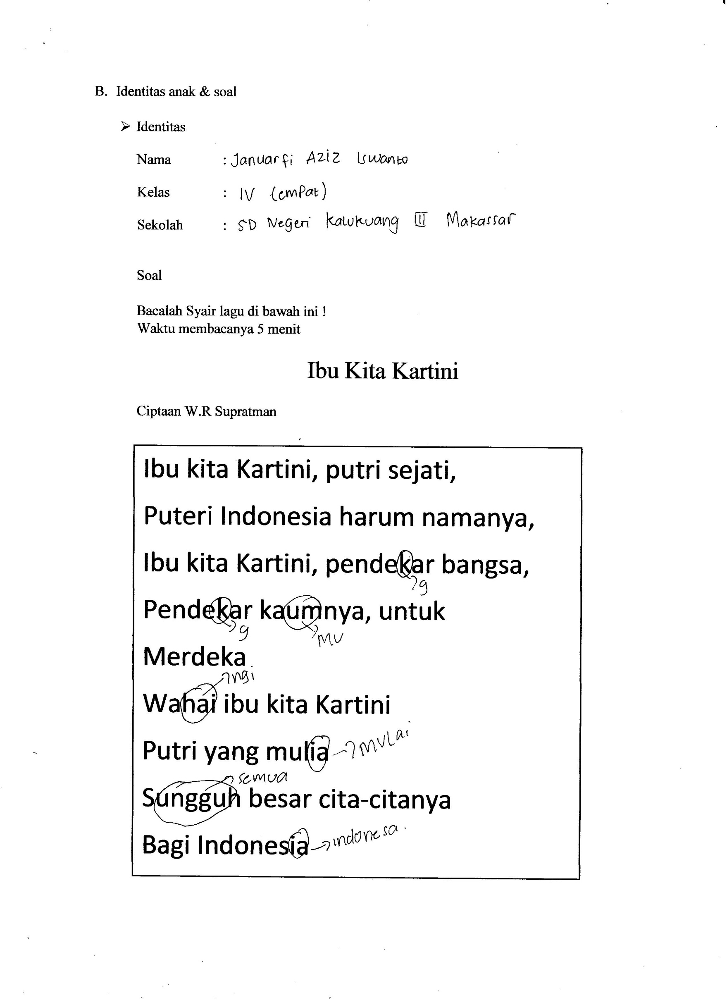 B. Identitas anak & soal
➤ Identitas
Nama : Januarfi Aziz Iswanto
Kelas : IV (empat)
Sekolah : SD Negeri kalukuang III Makassar
Soal
Bacalah Syair lagu di bawah ini !
Waktu membacanya 5 menit
Ibu Kita Kartini
Ciptaan W.R Supratman
Ibu kita Kartini, putri sejati,
Puteri Indonesia harum namanya,
Ibu kita Kartini, pendekar bangsa,
g
Pendekar kaumnya, untuk
g mu
Merdeka
ngi
Wahai ibu kita Kartini
Putri yang mulia mulai
semua
Sungguh besar cita-citanya
Bagi Indonesia indonesa.